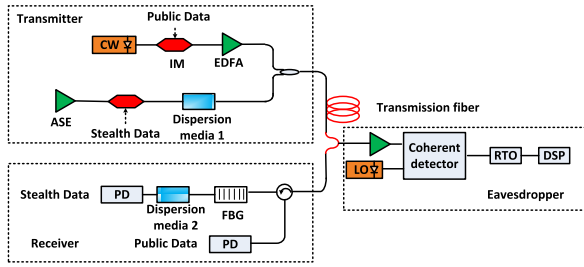 Transmitter
Public Data
CW
IM
EDFA
ASE
Stealth Data
Dispersion
media 1
Transmission fiber
Coherent
detector
LO
RTO
DSP
Eavesdropper
Stealth Data
PD
Dispersion
media 2
FBG
Receiver
Public Data
PD